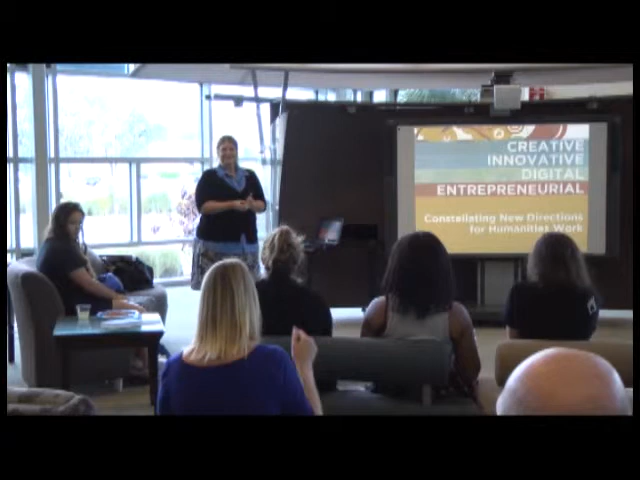 CREATIVE
INNOVATIVE
DIGITAL
ENTREPRENEURIAL
Constellating New Directions
for Humanities Work